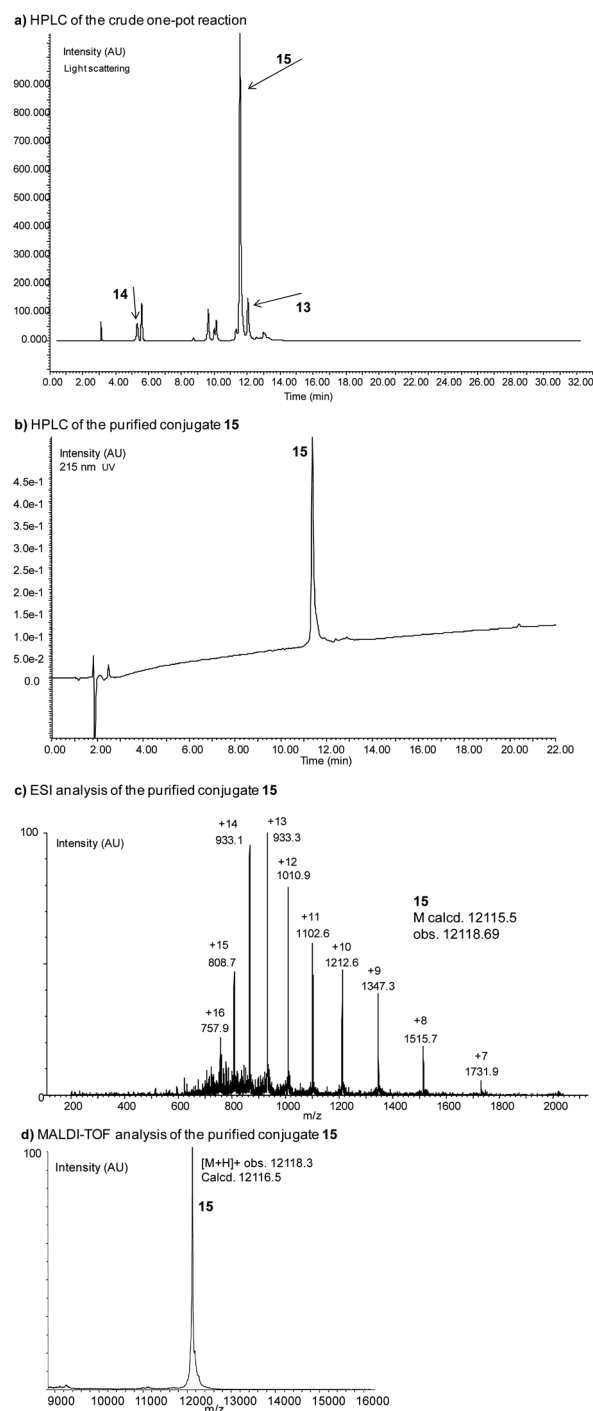 a) HPLC of the crude one-pot reaction
Intensity (AU)
Light scattering
15
900.000
800.000
700.000
600.000
500.000
400.000
300.000
200.000
100.000
0.000
14
13
0.00 2.00 4.00 6.00 8.00 10.00 12.00 14.00 16.00 18.00 20.00 22.00 24.00 26.00 28.00 30.00 32.00
Time (min)
b) HPLC of the purified conjugate 15
Intensity (AU)
215 nm UV
15
4.5e-1
4.0e-1
3.5e-1
3.0e-1
2.5e-1
2.0e-1
1.5e-1
1.0e-1
5.0e-2
0.0
0.00 2.00 4.00 6.00 8.00 10.00 12.00 14.00 16.00 18.00 20.00 22.00
Time (min)
c) ESI analysis of the purified conjugate 15
100
Intensity (AU)
+14
933.1
+13
933.3
+12
1010.9
+11
1102.6
+10
1212.6
+9
1347.3
+8
1515.7
+7
1731.9
+15
808.7
+16
757.9
15
M calcd. 12115.5
obs. 12118.69
0
200 400 600 800 1000 1200 1400 1600 1800 2000
m/z
d) MALDI-TOF analysis of the purified conjugate 15
100
Intensity (AU)
[M+H]+ obs. 12118.3
Calcd. 12116.5
15
9000 10000 11000 12000 13000 14000 15000 16000
m/z